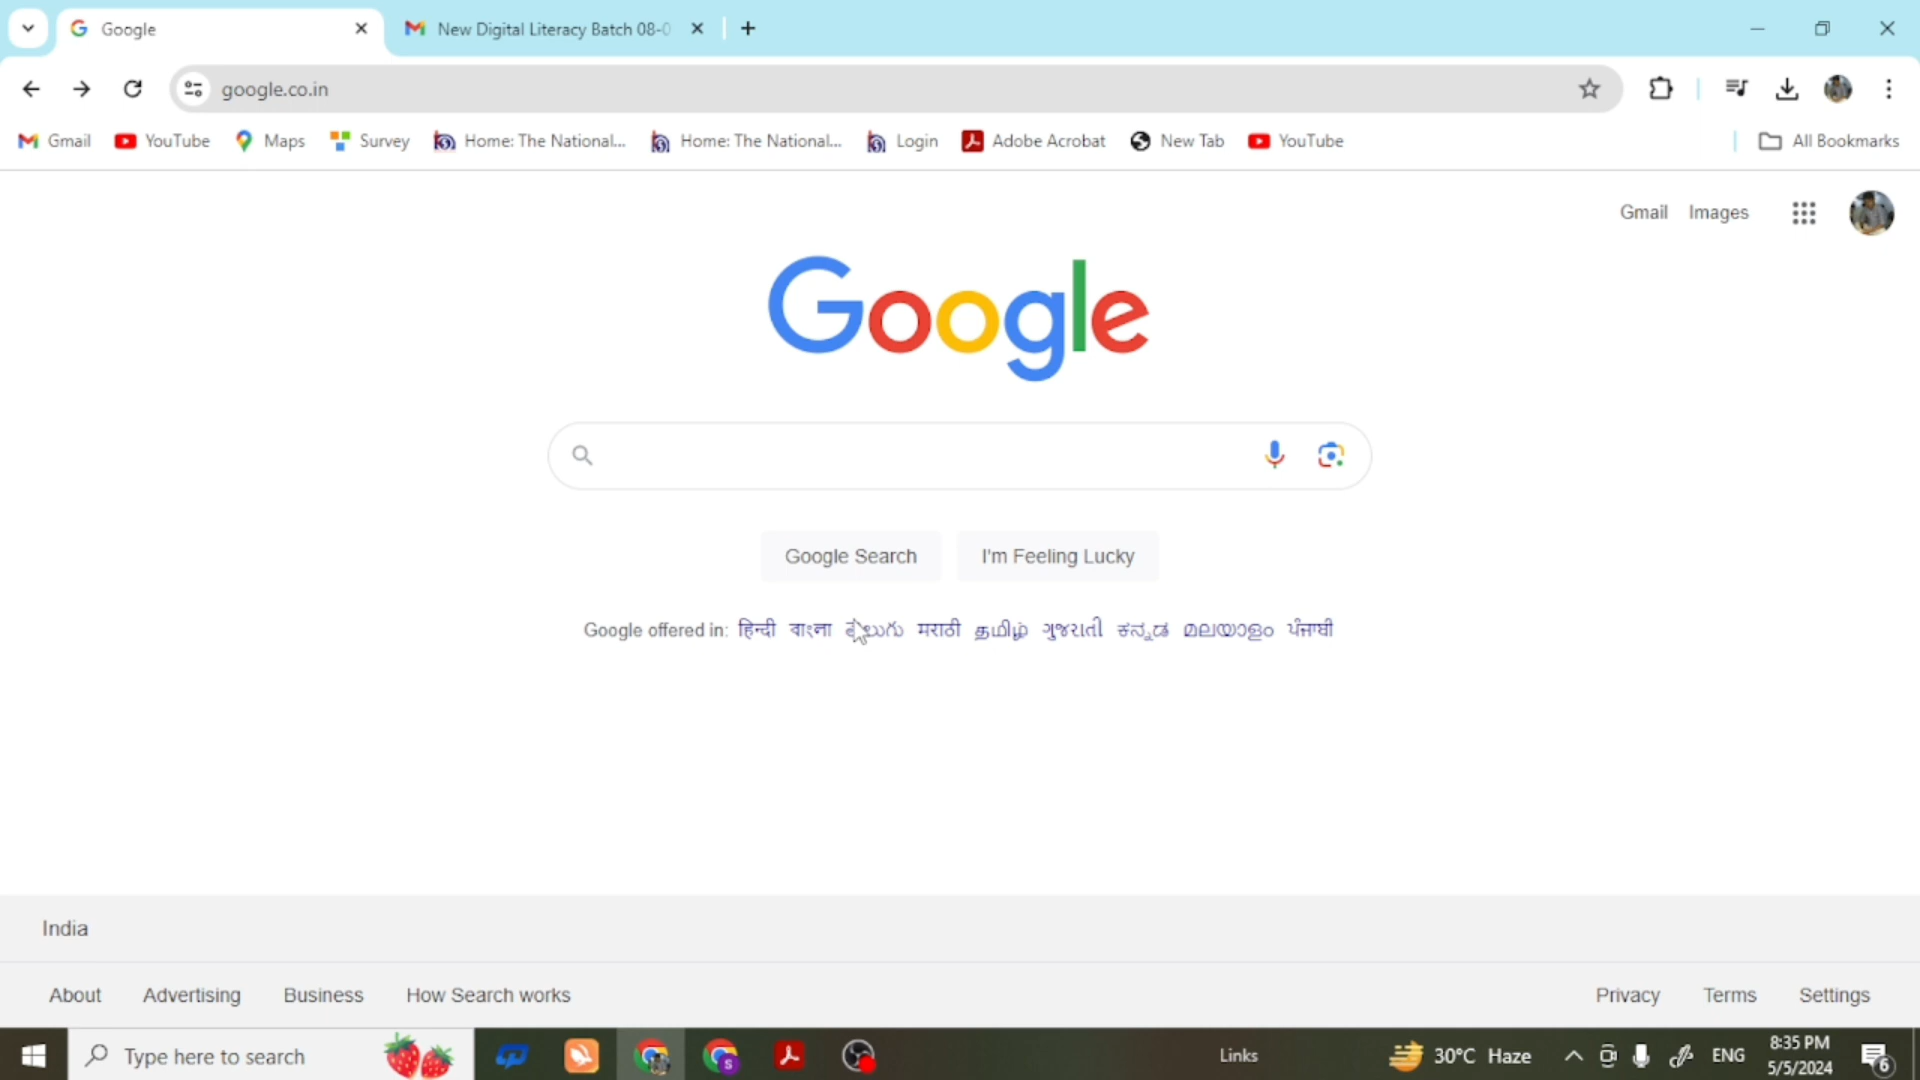 Google
New Digital Literacy Batch 08-0
google.co.in
Gmail YouTube Maps Survey Home: The National... Home: The National... Login Adobe Acrobat New Tab YouTube All Bookmarks
Gmail Images
Google
Google Search I'm Feeling Lucky
Google offered in: हिन्दी বাংলা తెలుగు मराठी தமிழ் ગુજરાતી ಕನ್ನಡ മലയാളം ਪੰਜਾਬੀ
India
About Advertising Business How Search works Privacy Terms Settings
Type here to search Links 30°C Haze ENG 8:35 PM
5/5/2024 6